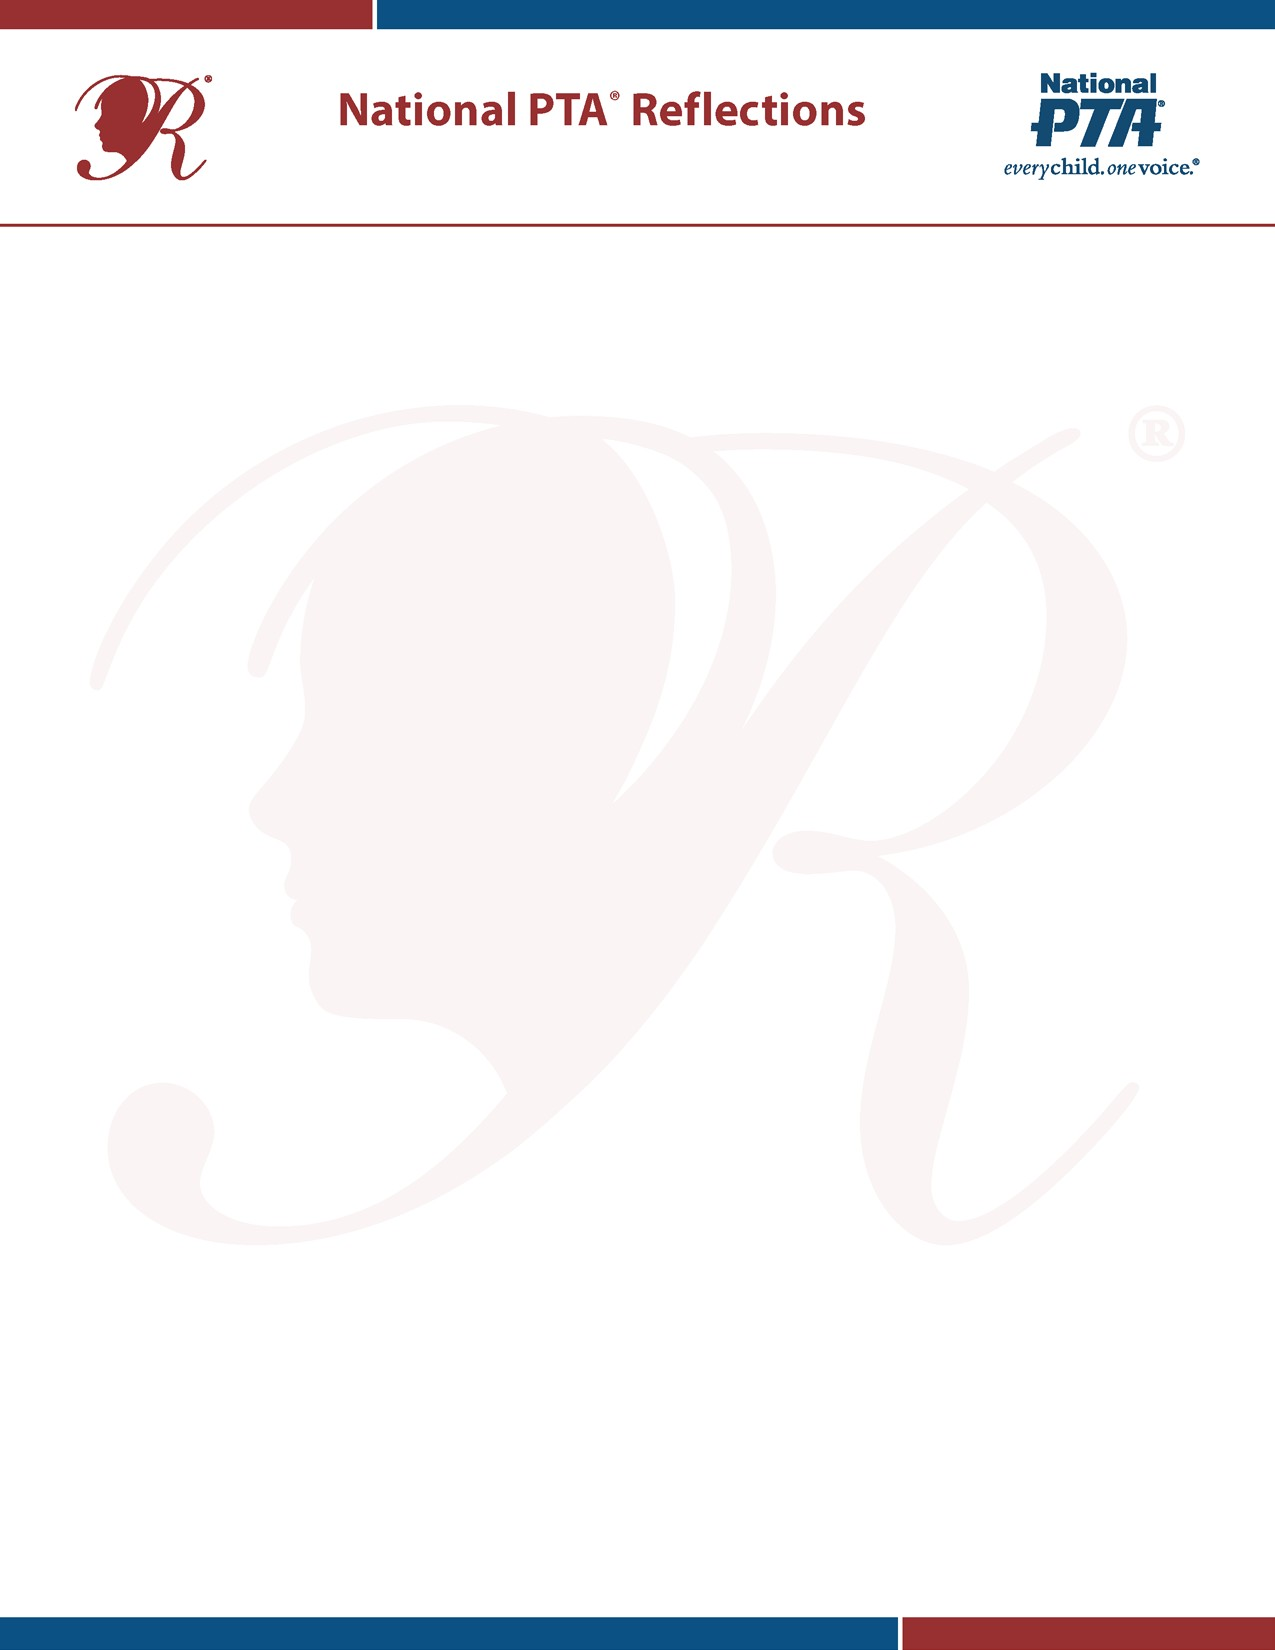 National PTA® Reflections
National
PTA®
everychild.onevoice.®
R®